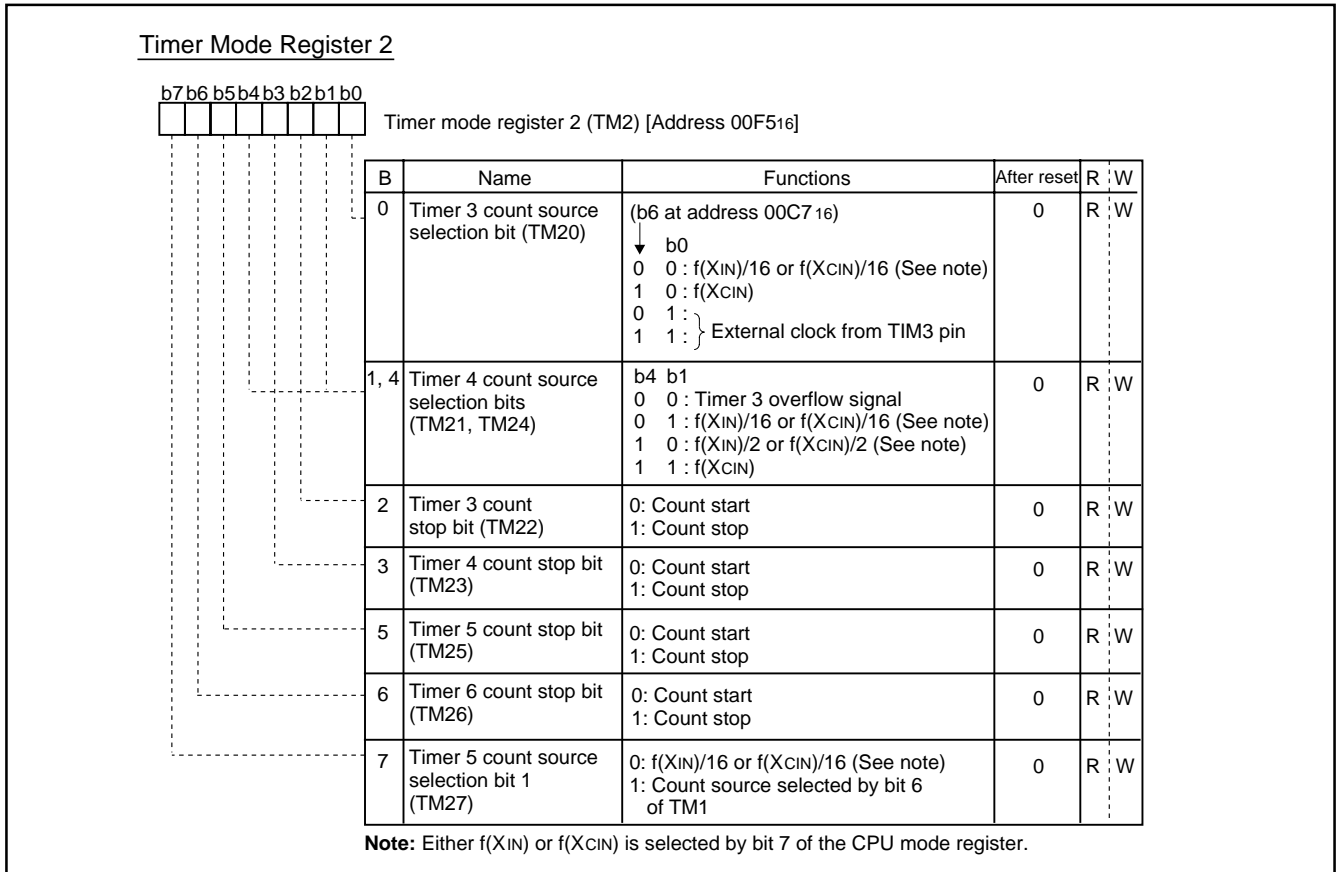 Timer Mode Register 2
b7 b6 b5 b4 b3 b2 b1 b0
Timer mode register 2 (TM2) [Address 00F516]
B Name Functions After reset R W
0 Timer 3 count source selection bit (TM20) 0 R W
(b6 at address 00C716)
b0
0 0 : f(XIN)/16 or f(XCIN)/16 (See note)
1 0 : f(XCIN)
0 1 :
1 1 : } External clock from TIM3 pin
1, 4 Timer 4 count source selection bits (TM21, TM24) 0 R W
b4 b1
0 0 : Timer 3 overflow signal
0 1 : f(XIN)/16 or f(XCIN)/16 (See note)
1 0 : f(XIN)/2 or f(XCIN)/2 (See note)
1 1 : f(XCIN)
2 Timer 3 count stop bit (TM22) 0 R W
0: Count start
1: Count stop
3 Timer 4 count stop bit (TM23) 0 R W
0: Count start
1: Count stop
5 Timer 5 count stop bit (TM25) 0 R W
0: Count start
1: Count stop
6 Timer 6 count stop bit (TM26) 0 R W
0: Count start
1: Count stop
7 Timer 5 count source selection bit 1 (TM27) 0 R W
0: f(XIN)/16 or f(XCIN)/16 (See note)
1: Count source selected by bit 6
of TM1
Note: Either f(XIN) or f(XCIN) is selected by bit 7 of the CPU mode register.